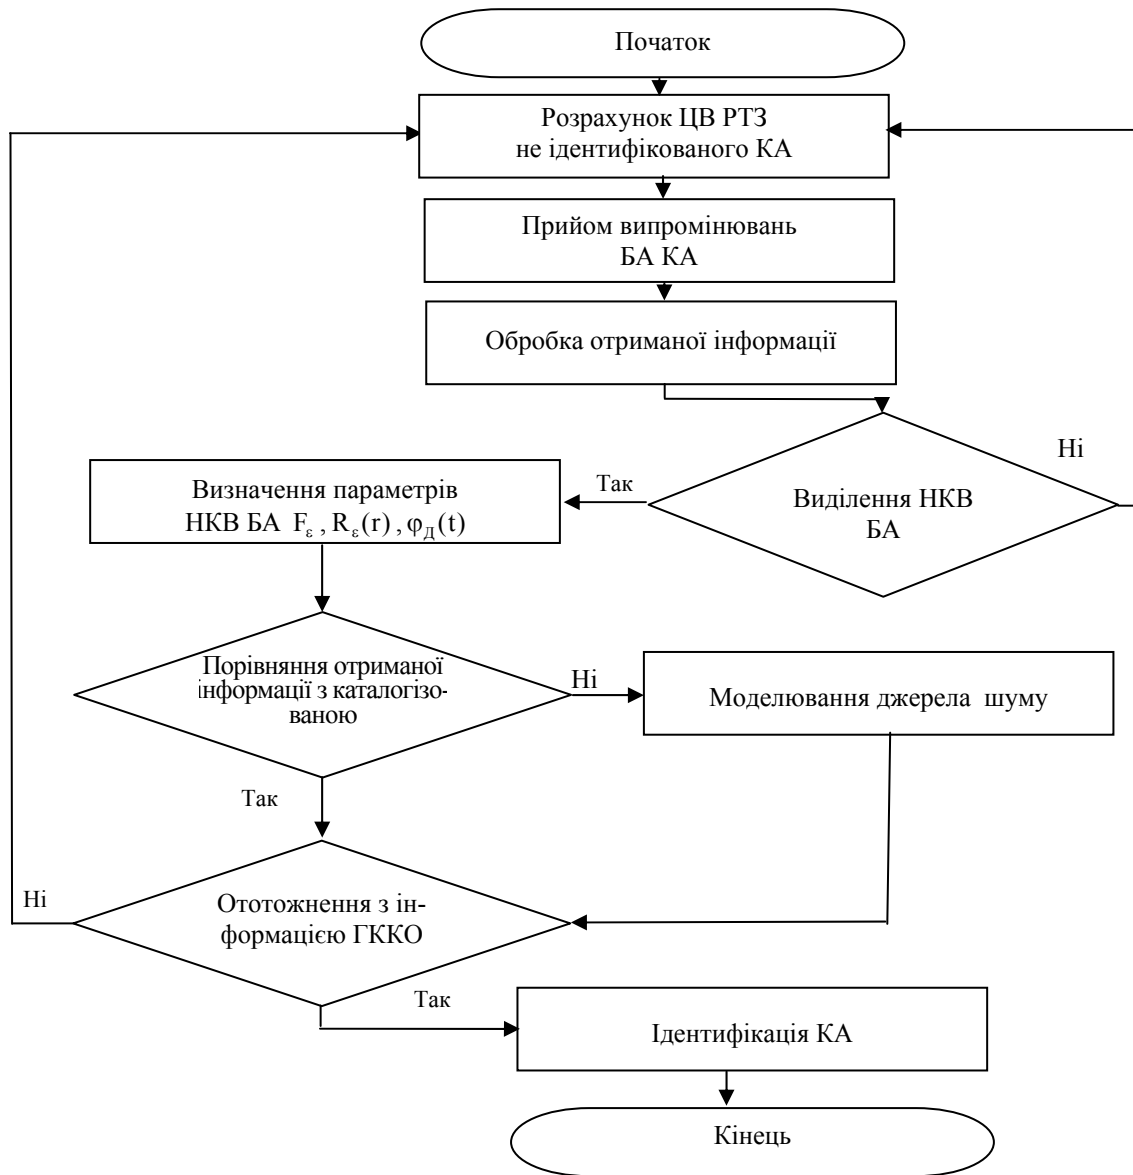 Початок
Розрахунок ЦВ РТЗ
не ідентифікованого КА
Прийом випромінювань
БА КА
Обробка отриманої інформації
Ні
Так
Виділення НКВ
БА
Визначення параметрів
НКВ БА F_ε , R_ε(r) , φ_Д(t)
Порівняння отриманої
інформації з каталогізо-
ваною
Ні
Моделювання джерела шуму
Так
Ні
Ототожнення з ін-
формацією ГККО
Так
Ідентифікація КА
Кінець